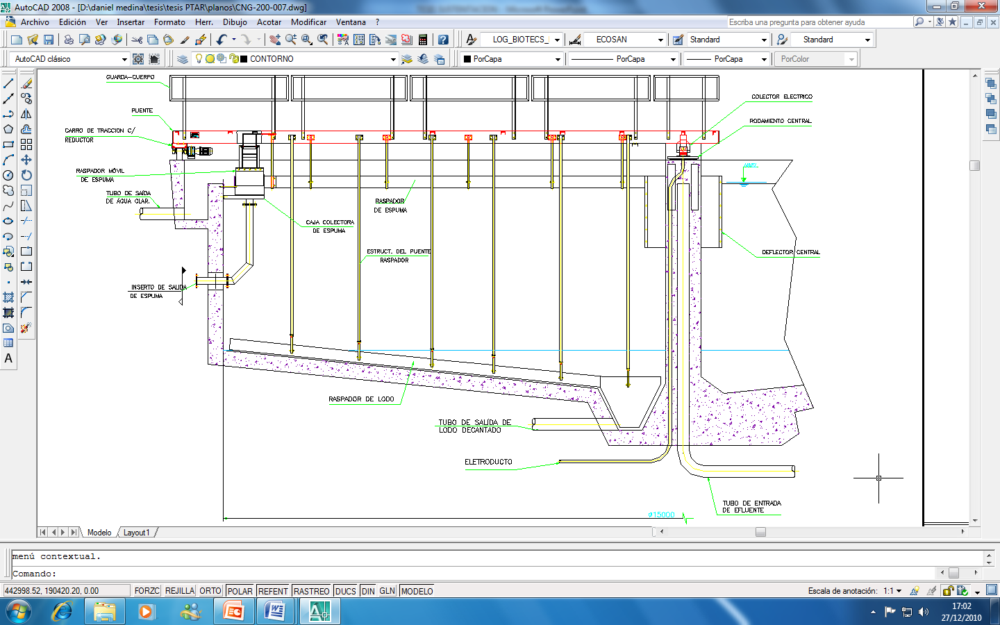 AutoCAD 2008 - [D:\daniel medina\tesis\tesis PTAR\planos\CNG-200-007.dwg]
Archivo Edición Ver Insertar Formato Herr. Dibujo Acotar Modificar Ventana ?
Escriba una pregunta para obtener ayuda
LOG_BIOTECS_ ECOSAN Standard Standard
AutoCAD clásico CONTORNO PorCapa PorCapa PorCapa PorColor
GUARDA-CUERPO
PUENTE
CARRO DE TRACCION C/
REDUCTOR
RASPADOR MÓVIL
DE ESPUMA
TUBO DE SAÍDA
DE ÁGUA CLAR.
COLECTOR ELECTRICO
RODAMIENTO CENTRAL
RASPADOR
DE ESPUMA
CAJA COLECTORA
DE ESPUMA
ESTRUCT. DEL PUENTE
RASPADOR
DEFLECTOR CENTRAL
INSERTO DE SALIDA
DE ESPUMA
RASPADOR DE LODO
TUBO DE SALÍDA DE
LODO DECANTADO
ELETRODUCTO
TUBO DE ENTRADA
DE EFLUENTE
Ø15000
Modelo Layout1
menú contextual.
Comando:
442998.52, 190420.20, 0.00 FORZC REJILLA ORTO POLAR REFENT RASTREO DUCS DIN GLN MODELO
Escala de anotación: 1:1
17:02
27/12/2010